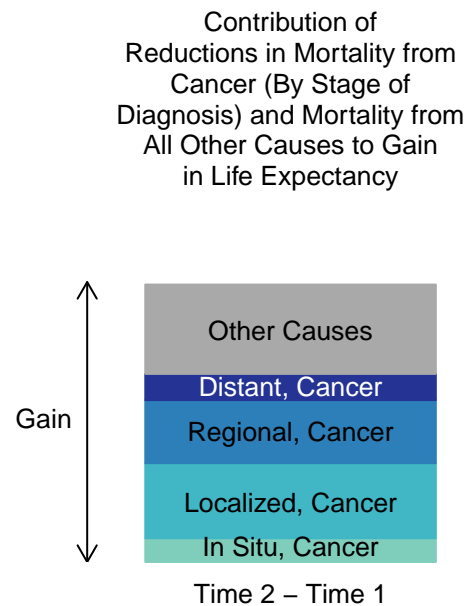 Contribution of
Reductions in Mortality from
Cancer (By Stage of
Diagnosis) and Mortality from
All Other Causes to Gain
in Life Expectancy
Other Causes
Distant, Cancer
Gain
Regional, Cancer
Localized, Cancer
In Situ, Cancer
Time 2 – Time 1